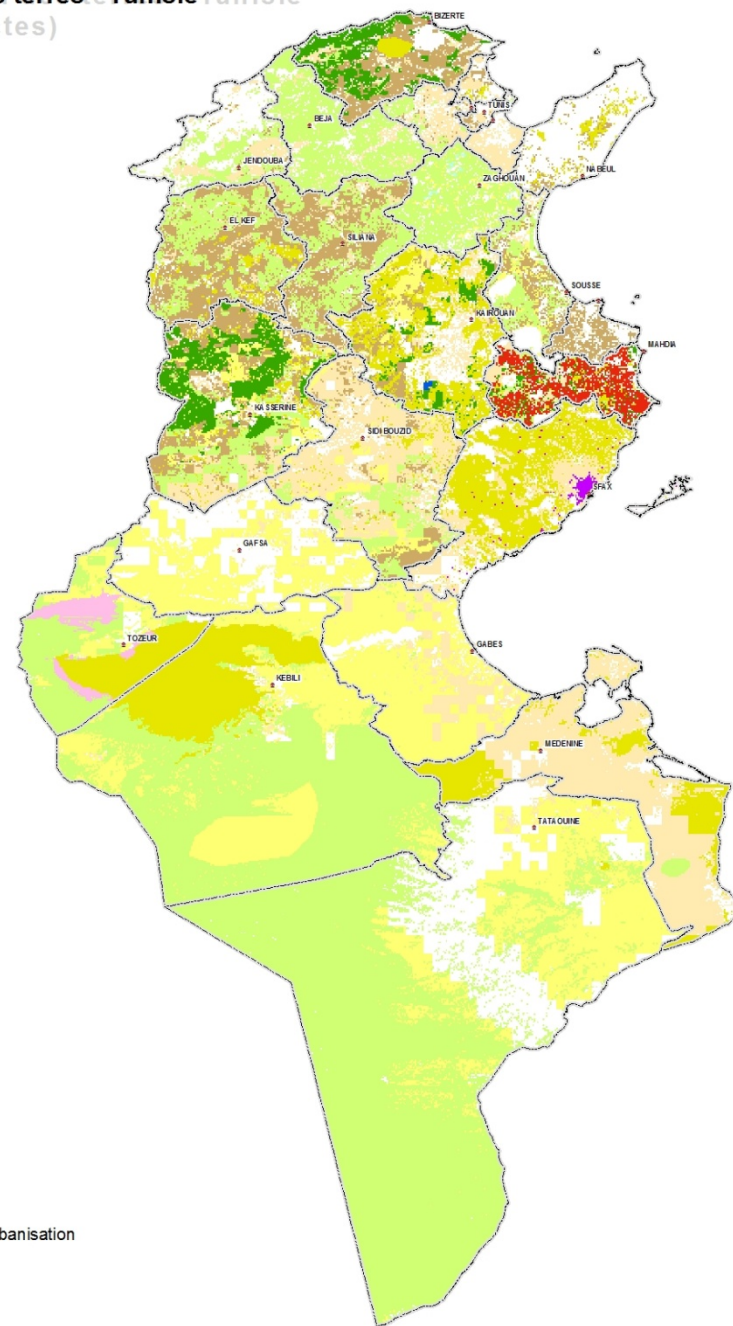 terres Tunisie
tes)
BIZERTE
TUNIS
BEJA
JENDOUBA
ZAGHOUAN
NABEUL
EL KEF
SILIANA
SOUSSE
KAIROUAN
MAHDIA
KASSERINE
SIDI BOUZID
SFAX
GAFSA
TOZEUR
GABES
KEBILI
MEDENINE
TATAOUINE
banisation